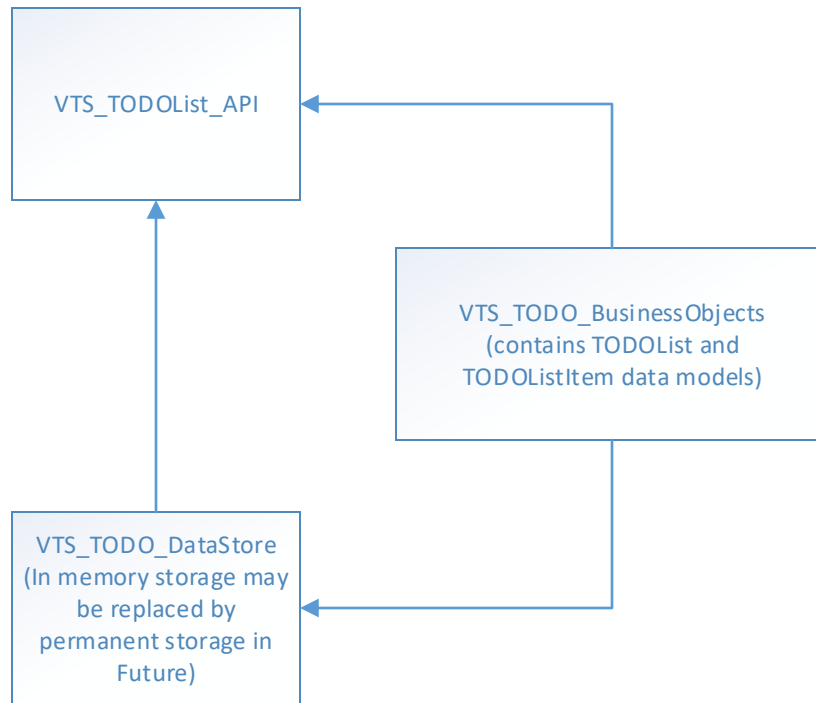 VTS_TODOList_API
VTS_TODO_BusinessObjects
(contains TODOList and
TODOListItem data models)
VTS_TODO_DataStore
(In memory storage may
be replaced by
permanent storage in
Future)